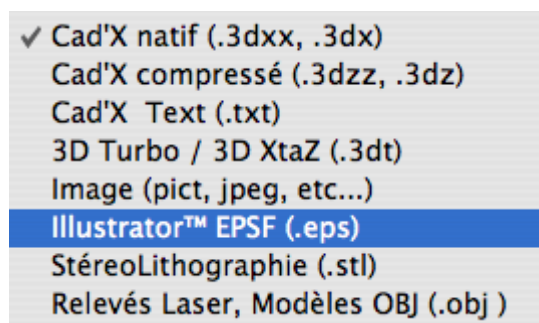 ✓ Cad'X natif (.3dxx, .3dx)
Cad'X compressé (.3dzz, .3dz)
Cad'X  Text (.txt)
3D Turbo / 3D XtaZ (.3dt)
Image (pict, jpeg, etc...)
Illustrator™ EPSF (.eps)
StéreoLithographie (.stl)
Relevés Laser, Modèles OBJ (.obj )